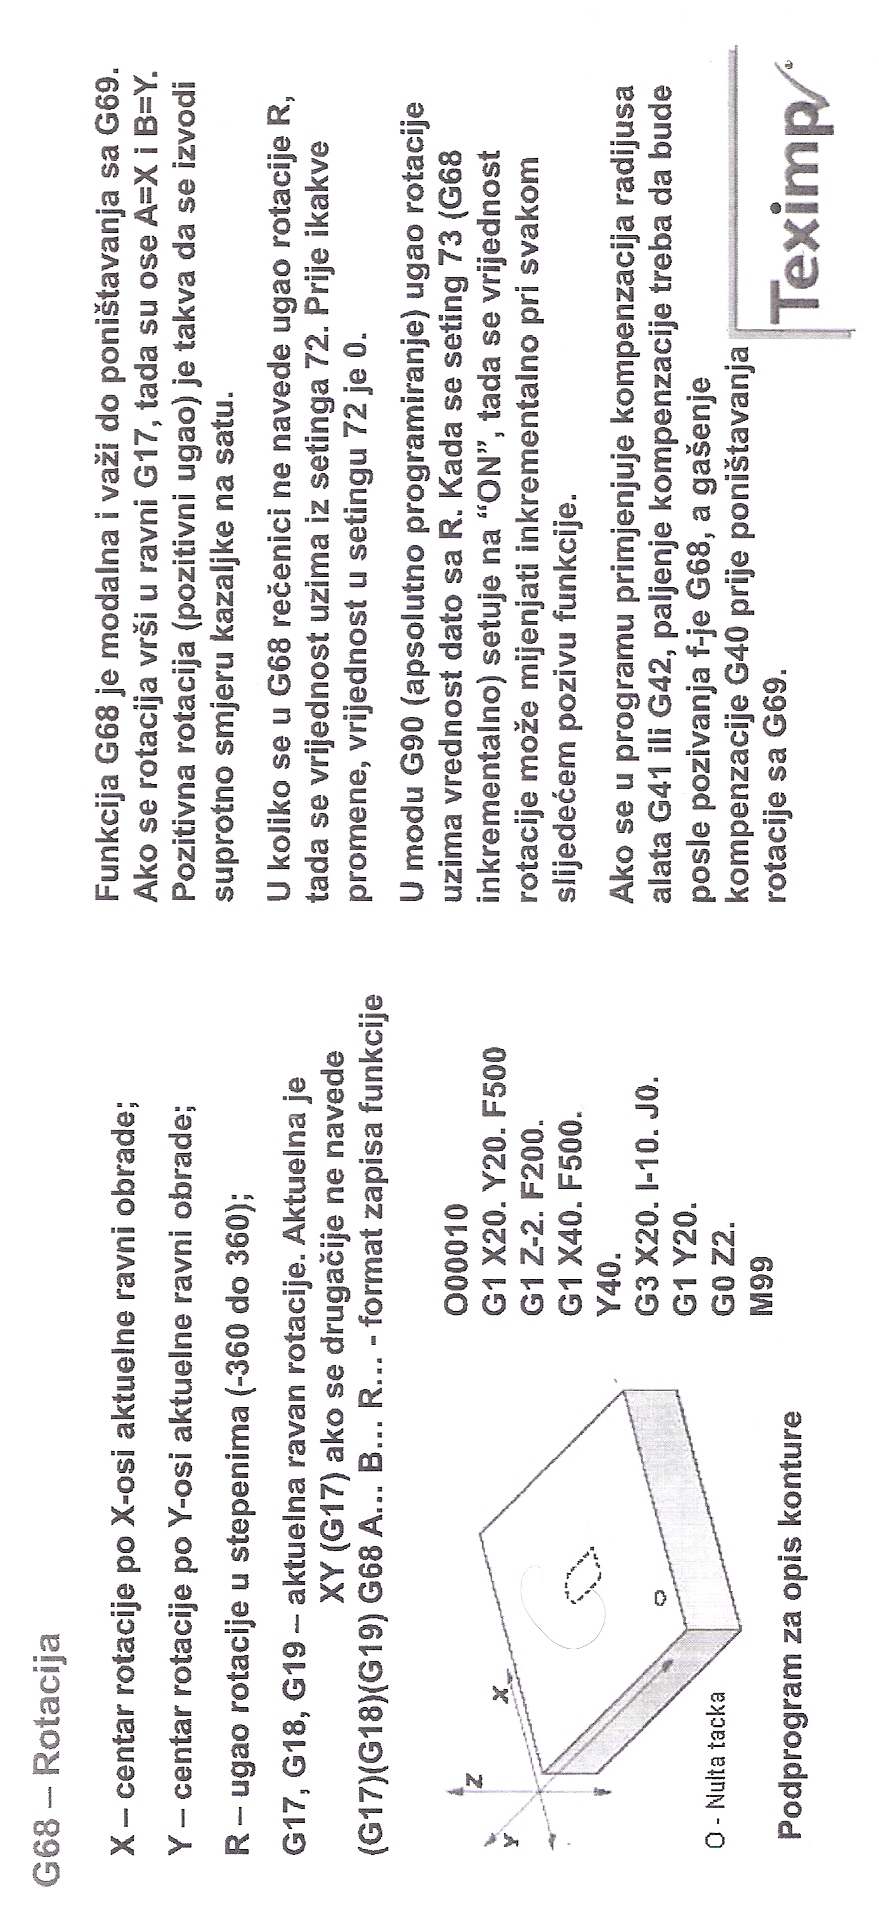 G68 – Rotacija
X – centar rotacije po X-osi aktuelne ravni obrade;
Y – centar rotacije po Y-osi aktuelne ravni obrade;
R – ugao rotacije u stepenima (-360 do 360);
G17, G18, G19 – aktuelna ravan rotacije. Aktuelna je
XY (G17) ako se drugačije ne navede
(G17)(G18)(G19) G68 A... B... R... - format zapisa funkcije
Z
X
Y
O - Nulta tacka
Podprogram za opis konture
O00010
G1 X20. Y20. F500
G1 Z-2. F200.
G1 X40. F500.
Y40.
G3 X20. I-10. J0.
G1 Y20.
G0 Z2.
M99
Funkcija G68 je modalna i važi do poništavanja sa G69.
Ako se rotacija vrši u ravni G17, tada su ose A=X i B=Y.
Pozitivna rotacija (pozitivni ugao) je takva da se izvodi
suprotno smjeru kazaljke na satu.
U koliko se u G68 rečenici ne navede ugao rotacije R,
tada se vrijednost uzima iz setinga 72. Prije ikakve
promene, vrijednost u setingu 72 je 0.
U modu G90 (apsolutno programiranje) ugao rotacije
uzima vrednost dato sa R. Kada se seting 73 (G68
inkrementalno) setuje na “ON”, tada se vrijednost
rotacije može mijenjati inkrementalno pri svakom
slijedećem pozivu funkcije.
Ako se u programu primjenjuje kompenzacija radijusa
alata G41 ili G42, paljenje kompenzacije treba da bude
posle pozivanja f-je G68, a gašenje
kompenzacije G40 prije poništavanja
rotacije sa G69.
Teximp